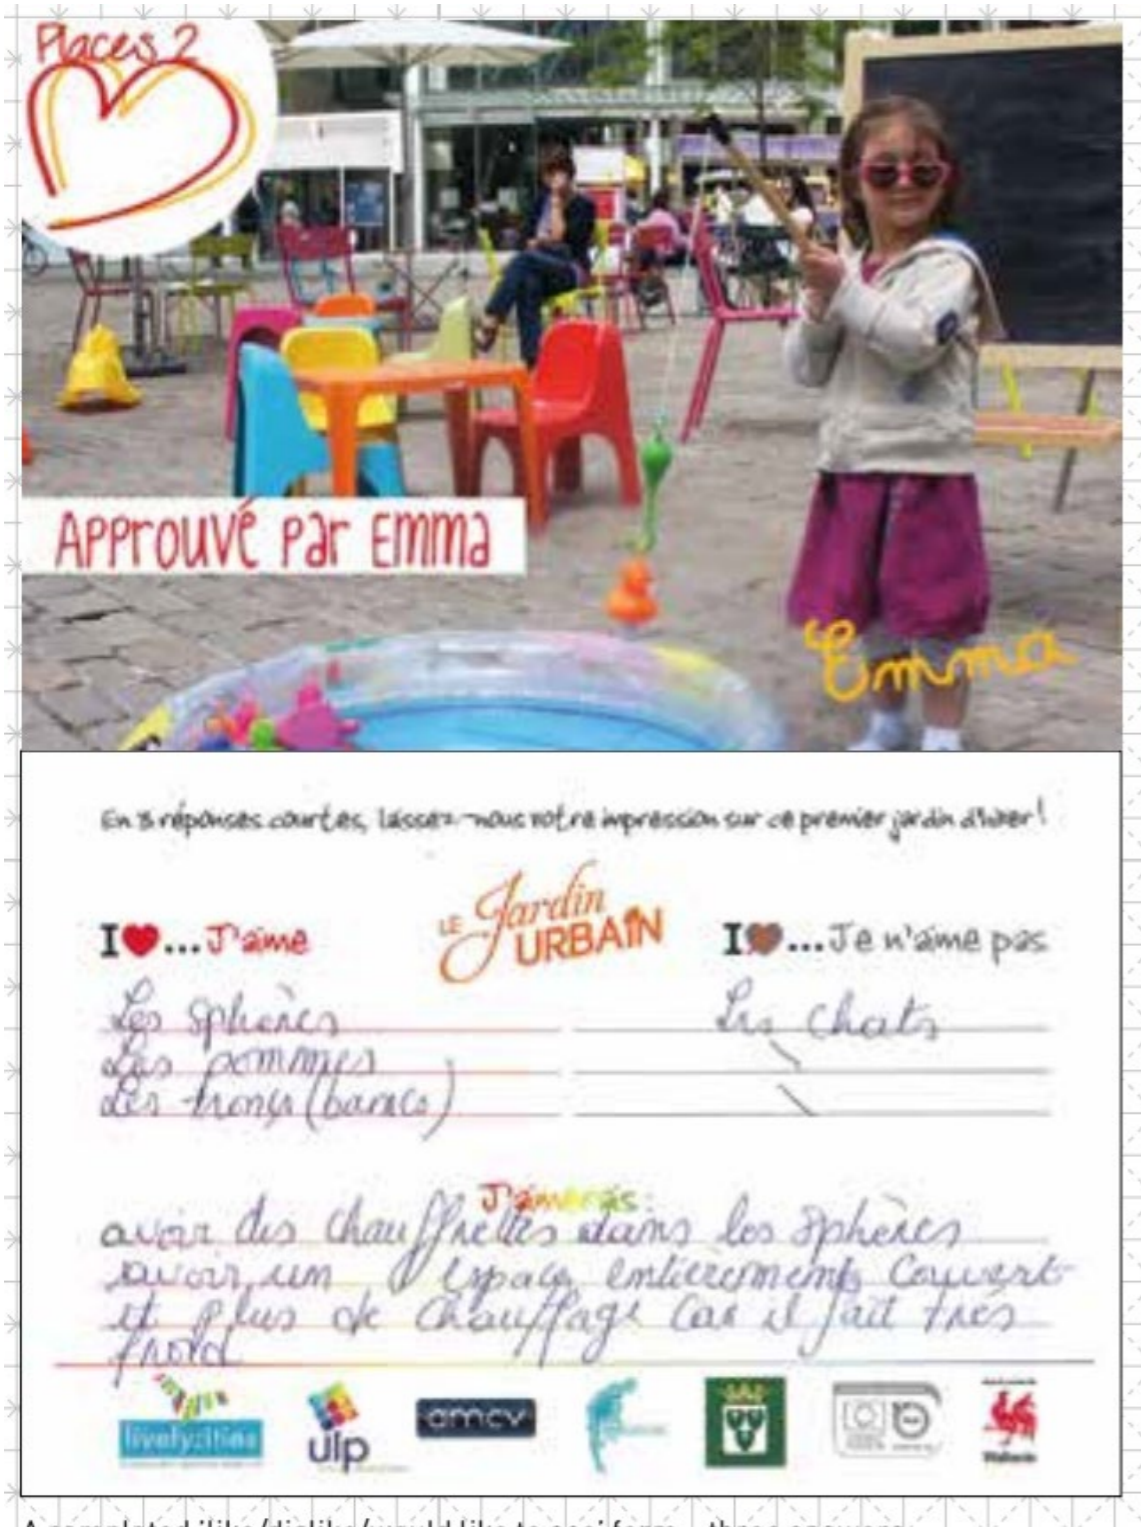 Places 2
APProuvé Par Emma
Emma
En 3 réponses courtes, laissez-nous votre impression sur ce premier jardin d'hiver !
LE Jardin URBAIN
I ... J'aime
Les sphères
Les pommes
Les troncs (bancs)
I ... Je n'aime pas
Les chats
J'aimerais :
avoir des chauffrettes dans les sphères
avoir un espace entièrements couvert
et plus de chauffage car il fait très
froid
livelycities
ulp
amcv
Wallonie